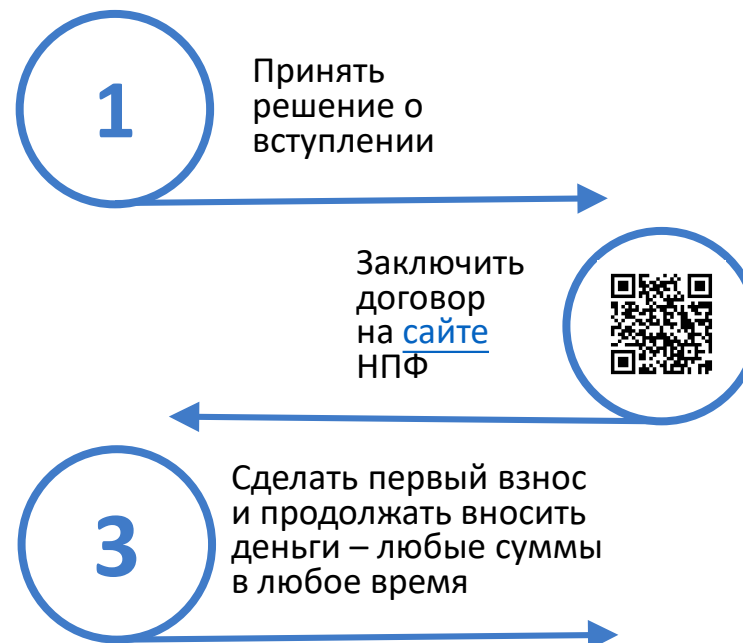 1
Принять
решение о
вступлении
Заключить
договор
на сайте
НПФ
3
Сделать первый взнос
и продолжать вносить
деньги – любые суммы
в любое время